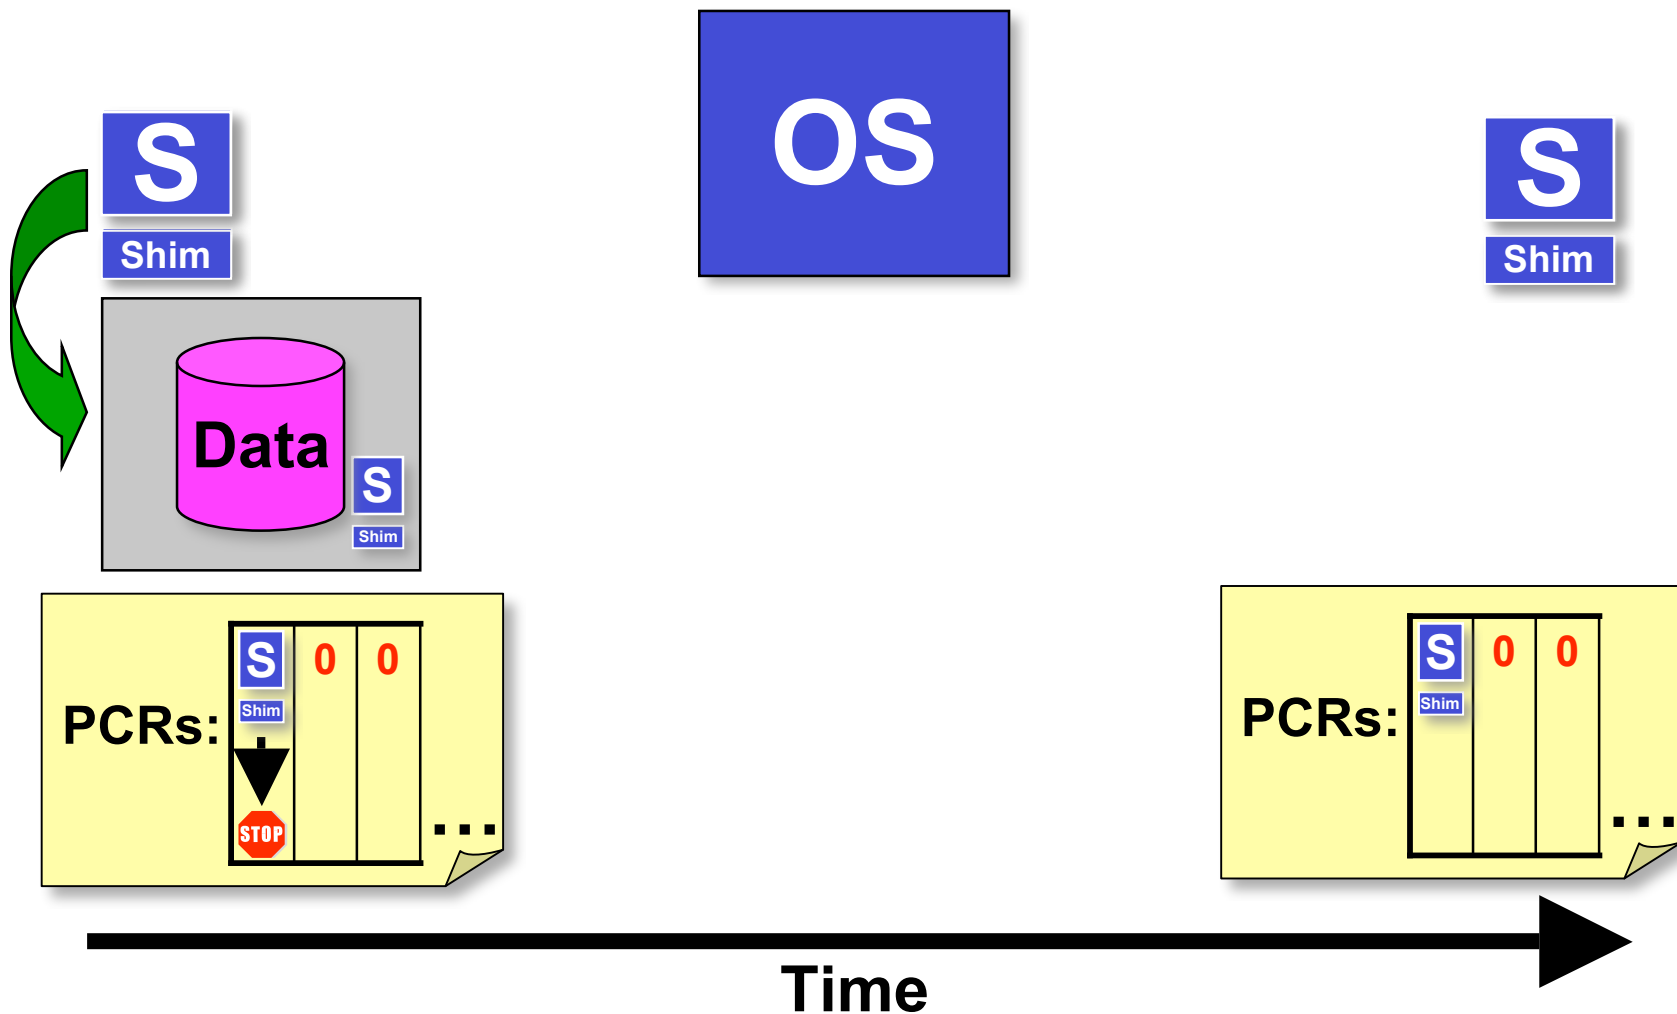 OS
S
Shim
S
Shim
Data
S
Shim
PCRs:
S 0 0
Shim
STOP
...
PCRs:
S 0 0
Shim
...
Time